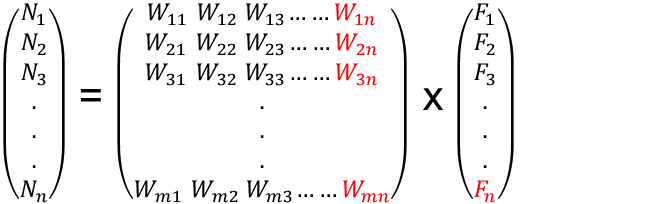 N₁ W₁₁ W₁₂ W₁₃ …… W₁ₙ F₁
N₂ W₂₁ W₂₂ W₂₃ …… W₂ₙ F₂
N₃ W₃₁ W₃₂ W₃₃ …… W₃ₙ F₃
. = . x .
. . .
. . .
Nₙ Wₘ₁ Wₘ₂ Wₘ₃ …… Wₘₙ Fₙ